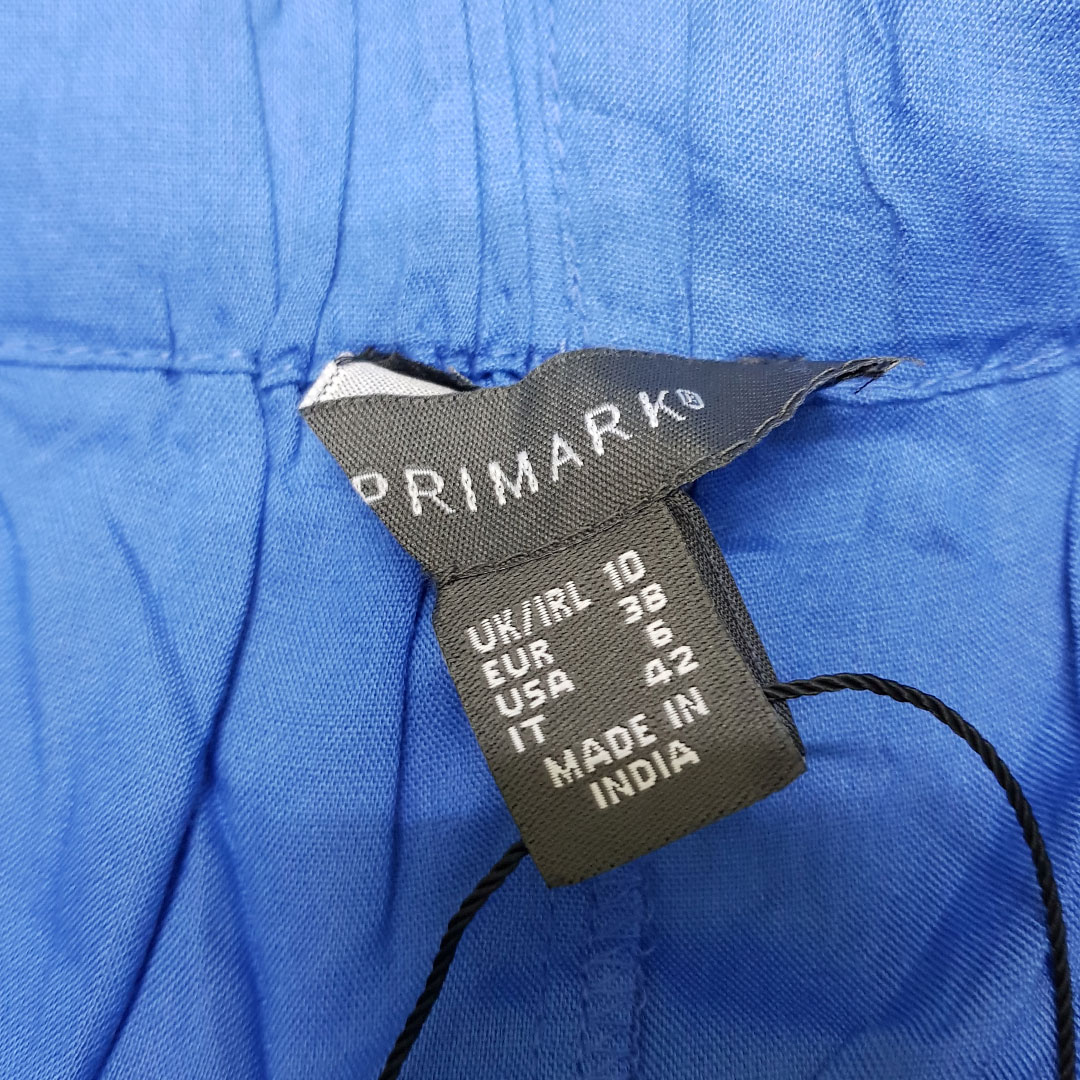 PRIMARK®
UK/IRL 10
EUR 38
USA 6
IT 42
MADE IN
INDIA